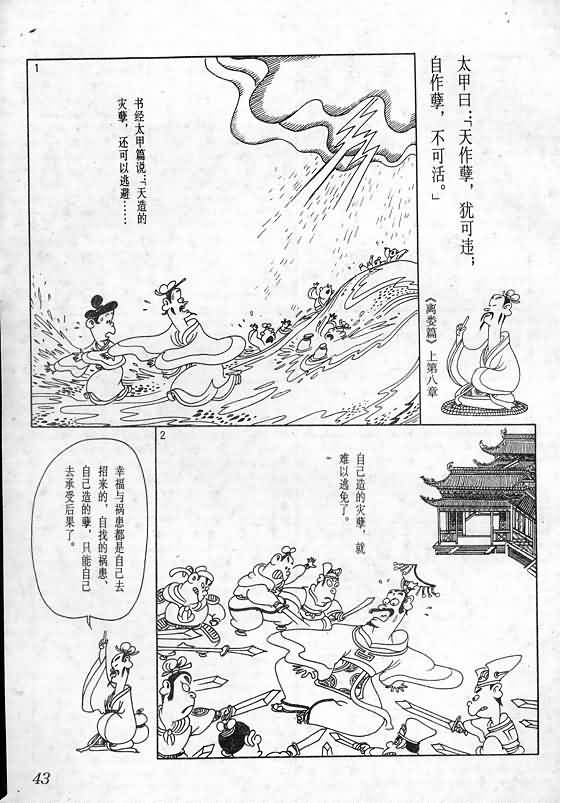 太甲曰：「天作孽，犹可违；
自作孽，不可活。」
《离娄篇》上第八章
1
书经太甲篇说：「天造的
灾孽，还可以逃避……
2
自己造的灾孽，就
难以逃免了。
幸福与祸患都是自己去
招来的，自找的祸患、
自己造的孽，只能自己
去承受后果了。
43